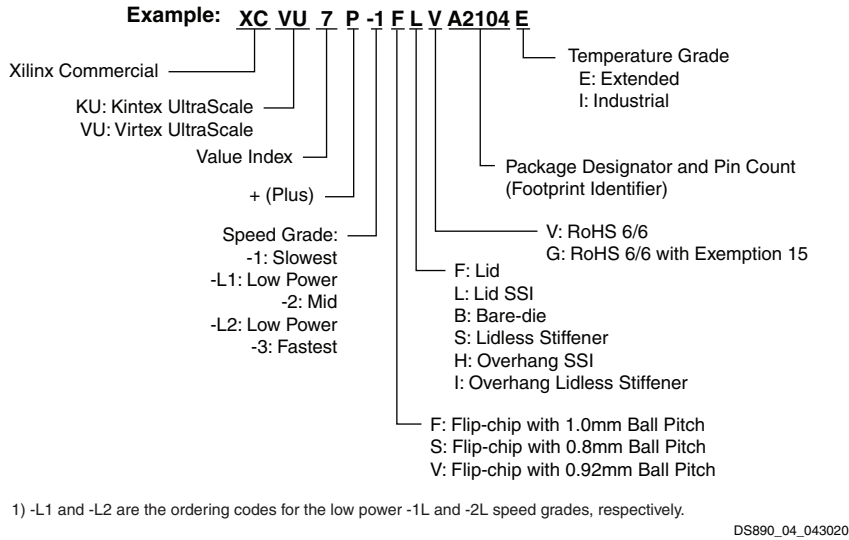 Example: XC VU 7 P -1 F L V A2104 E
Temperature Grade
E: Extended
I: Industrial
Xilinx Commercial
KU: Kintex UltraScale
VU: Virtex UltraScale
Value Index
Package Designator and Pin Count
(Footprint Identifier)
+ (Plus)
V: RoHS 6/6
G: RoHS 6/6 with Exemption 15
Speed Grade:
-1: Slowest
-L1: Low Power
-2: Mid
-L2: Low Power
-3: Fastest
F: Lid
L: Lid SSI
B: Bare-die
S: Lidless Stiffener
H: Overhang SSI
I: Overhang Lidless Stiffener
F: Flip-chip with 1.0mm Ball Pitch
S: Flip-chip with 0.8mm Ball Pitch
V: Flip-chip with 0.92mm Ball Pitch
1) -L1 and -L2 are the ordering codes for the low power -1L and -2L speed grades, respectively.
DS890_04_043020